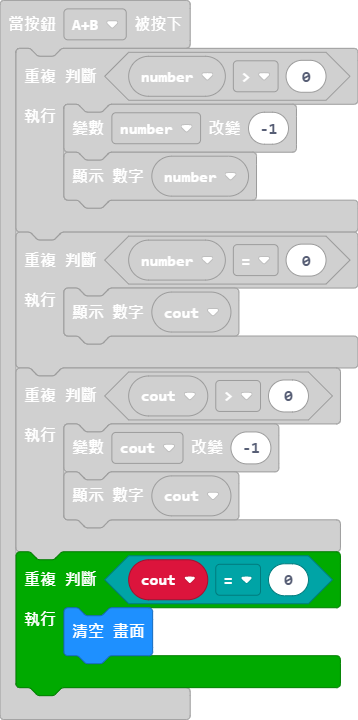 當按鈕 A+B 被按下
重複 判斷 number > 0
執行
變數 number 改變 -1
顯示 數字 number
重複 判斷 number = 0
執行
顯示 數字 cout
重複 判斷 cout > 0
執行
變數 cout 改變 -1
顯示 數字 cout
重複 判斷 cout = 0
執行
清空 畫面